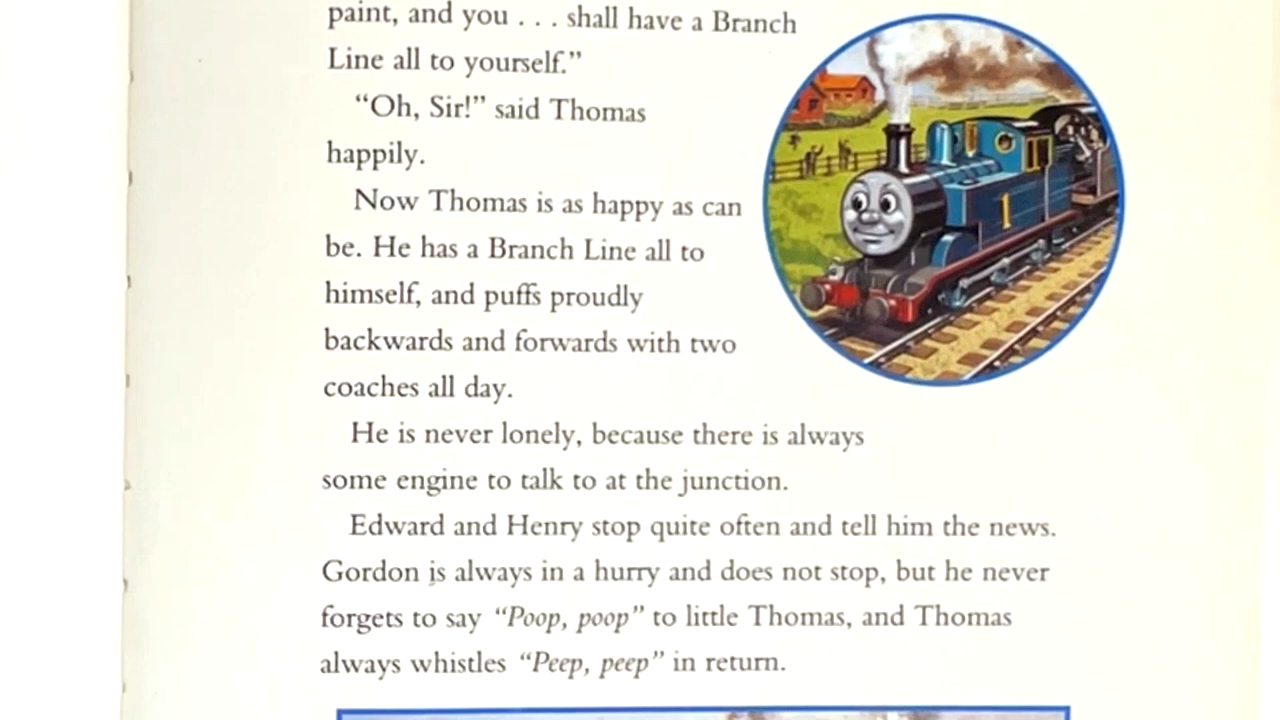 paint, and you . . . shall have a Branch
Line all to yourself.”
“Oh, Sir!” said Thomas
happily.
Now Thomas is as happy as can
be. He has a Branch Line all to
himself, and puffs proudly
backwards and forwards with two
coaches all day.
He is never lonely, because there is always
some engine to talk to at the junction.
Edward and Henry stop quite often and tell him the news.
Gordon is always in a hurry and does not stop, but he never
forgets to say “Poop, poop” to little Thomas, and Thomas
always whistles “Peep, peep” in return.
1